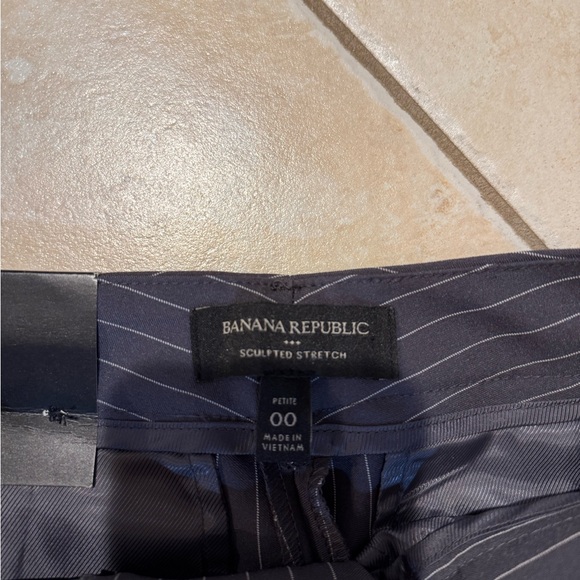 BANANA REPUBLIC
SCULPTED STRETCH
PETITE
00
MADE IN
VIETNAM